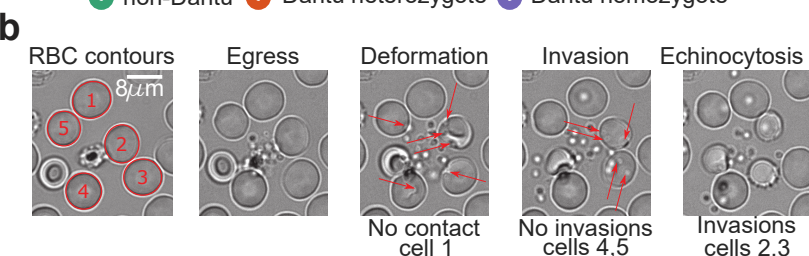 non-Dantu Dantu heterozygote Dantu homozygote
b
RBC contours Egress Deformation Invasion Echinocytosis
8μm
1
5
2
3
4
No contact No invasions Invasions
cell 1 cells 4,5 cells 2,3